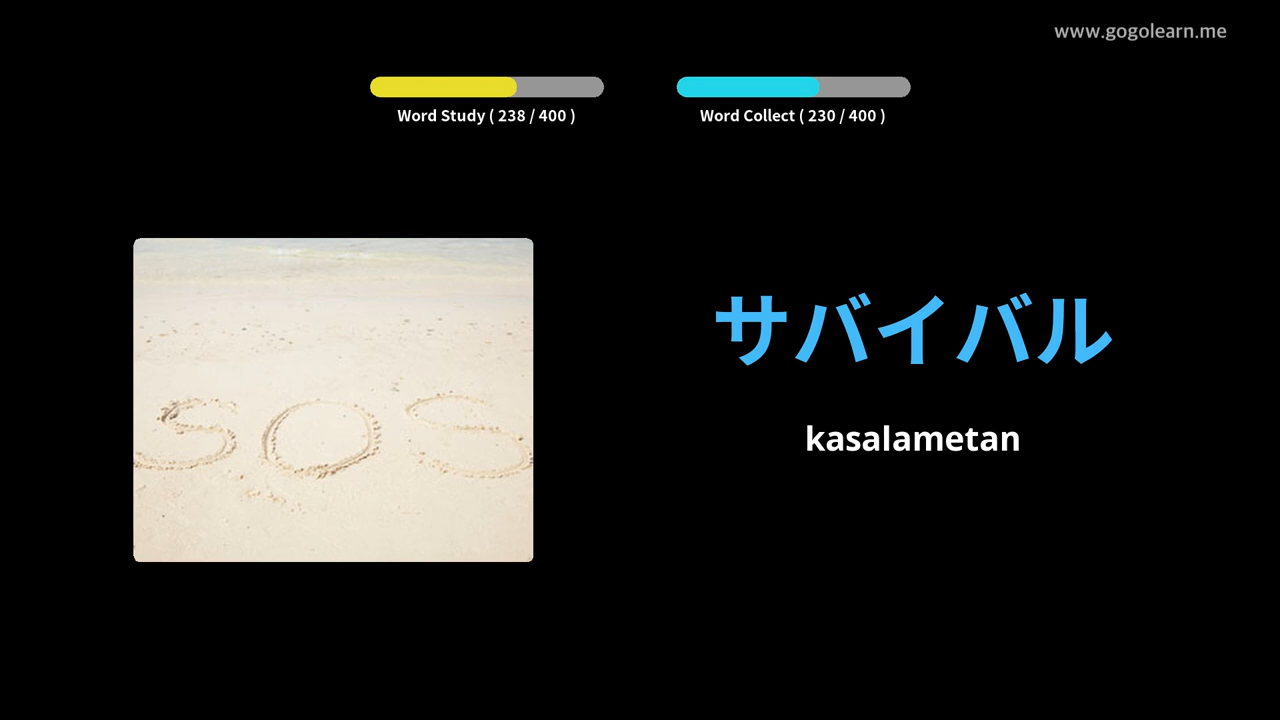 www.gogolearn.me
Word Study ( 238 / 400 )
Word Collect ( 230 / 400 )
SOS
サバイバル
kasalametan